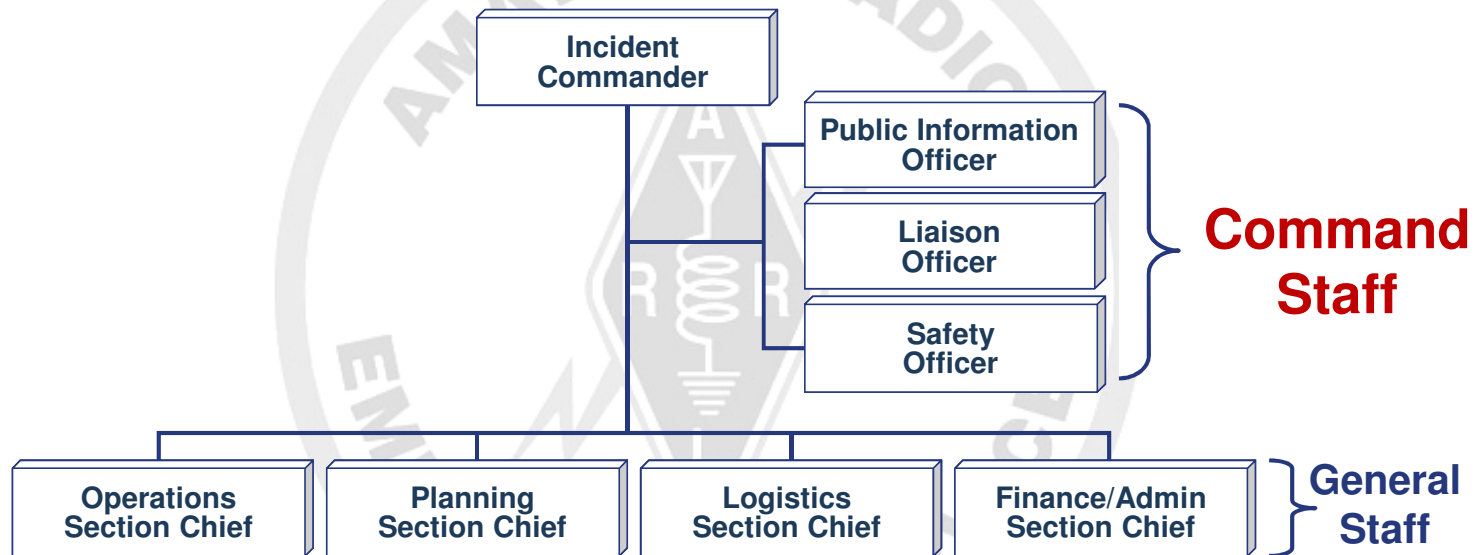 Incident
Commander
Public Information
Officer
Liaison
Officer
Safety
Officer
Command
Staff
Operations
Section Chief
Planning
Section Chief
Logistics
Section Chief
Finance/Admin
Section Chief
General
Staff
A
R R
L